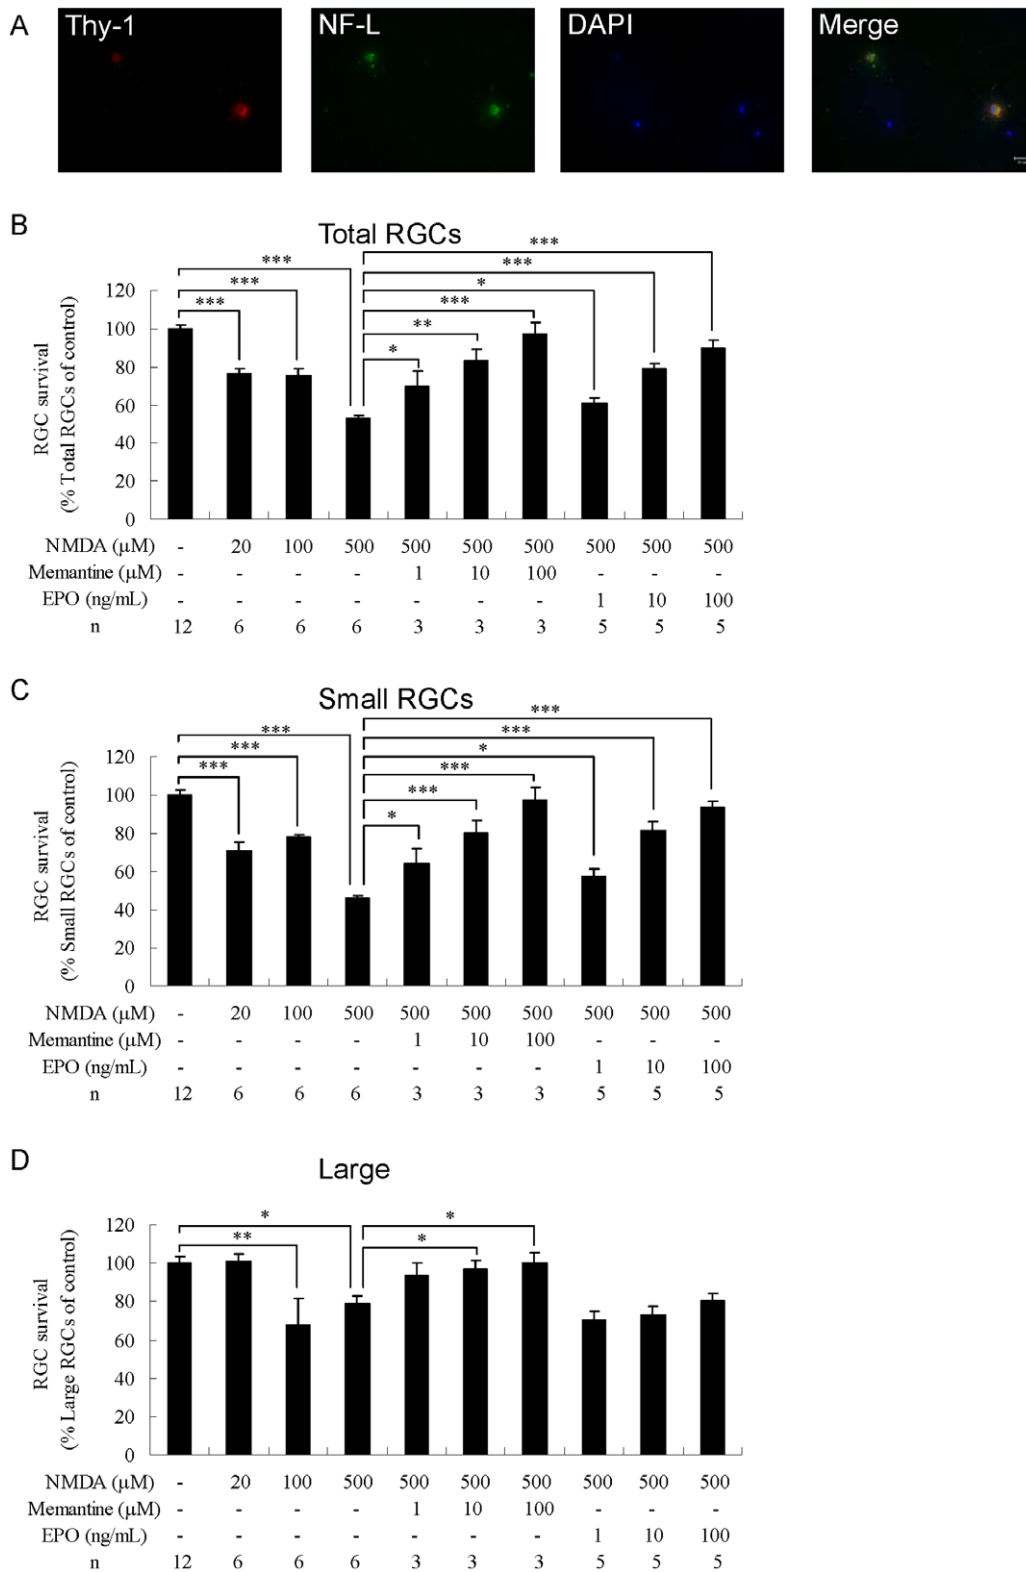 A
Thy-1 NF-L DAPI Merge
B
Total RGCs
RGC survival
(% Total RGCs of control)
120
100
80
60
40
20
0
***
***
***
*
**
***
*
***
***
NMDA (μM) - 20 100 500 500 500 500 500 500 500
Memantine (μM) - - - - 1 10 100 - - -
EPO (ng/mL) - - - - - - - 1 10 100
n 12 6 6 6 3 3 3 5 5 5
C
Small RGCs
RGC survival
(% Small RGCs of control)
120
100
80
60
40
20
0
***
***
***
*
***
***
*
***
***
NMDA (μM) - 20 100 500 500 500 500 500 500 500
Memantine (μM) - - - - 1 10 100 - - -
EPO (ng/mL) - - - - - - - 1 10 100
n 12 6 6 6 3 3 3 5 5 5
D
Large
RGC survival
(% Large RGCs of control)
120
100
80
60
40
20
0
*
**
*
*
NMDA (μM) - 20 100 500 500 500 500 500 500 500
Memantine (μM) - - - - 1 10 100 - - -
EPO (ng/mL) - - - - - - - 1 10 100
n 12 6 6 6 3 3 3 5 5 5